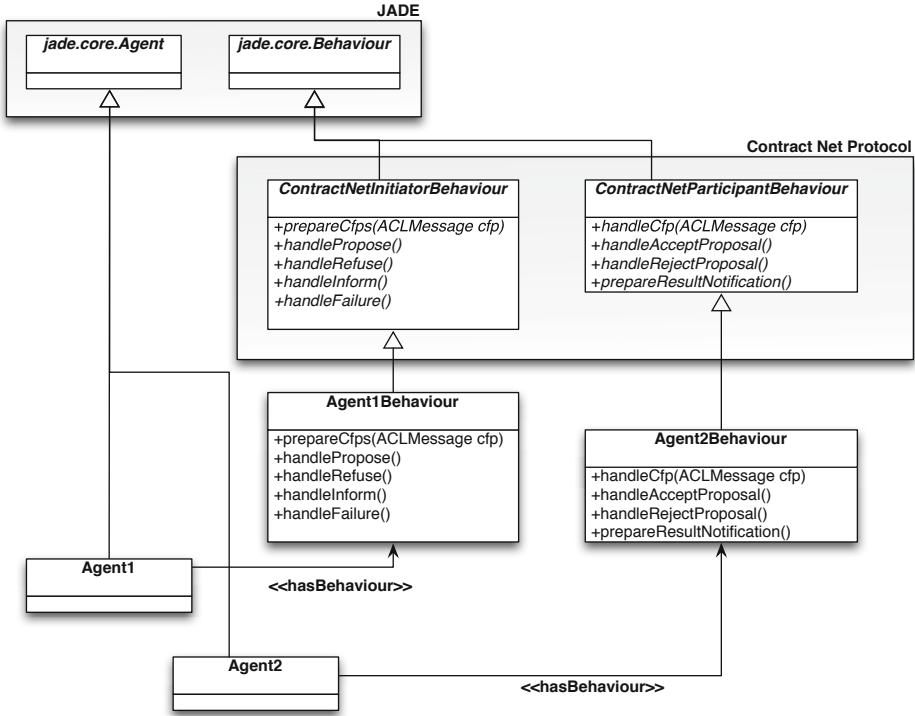 JADE
jade.core.Agent
jade.core.Behaviour
Contract Net Protocol
ContractNetInitiatorBehaviour
+prepareCfps(ACLMessage cfp)
+handlePropose()
+handleRefuse()
+handleInform()
+handleFailure()
ContractNetParticipantBehaviour
+handleCfp(ACLMessage cfp)
+handleAcceptProposal()
+handleRejectProposal()
+prepareResultNotification()
Agent1Behaviour
+prepareCfps(ACLMessage cfp)
+handlePropose()
+handleRefuse()
+handleInform()
+handleFailure()
Agent2Behaviour
+handleCfp(ACLMessage cfp)
+handleAcceptProposal()
+handleRejectProposal()
+prepareResultNotification()
Agent1
<<hasBehaviour>>
Agent2
<<hasBehaviour>>